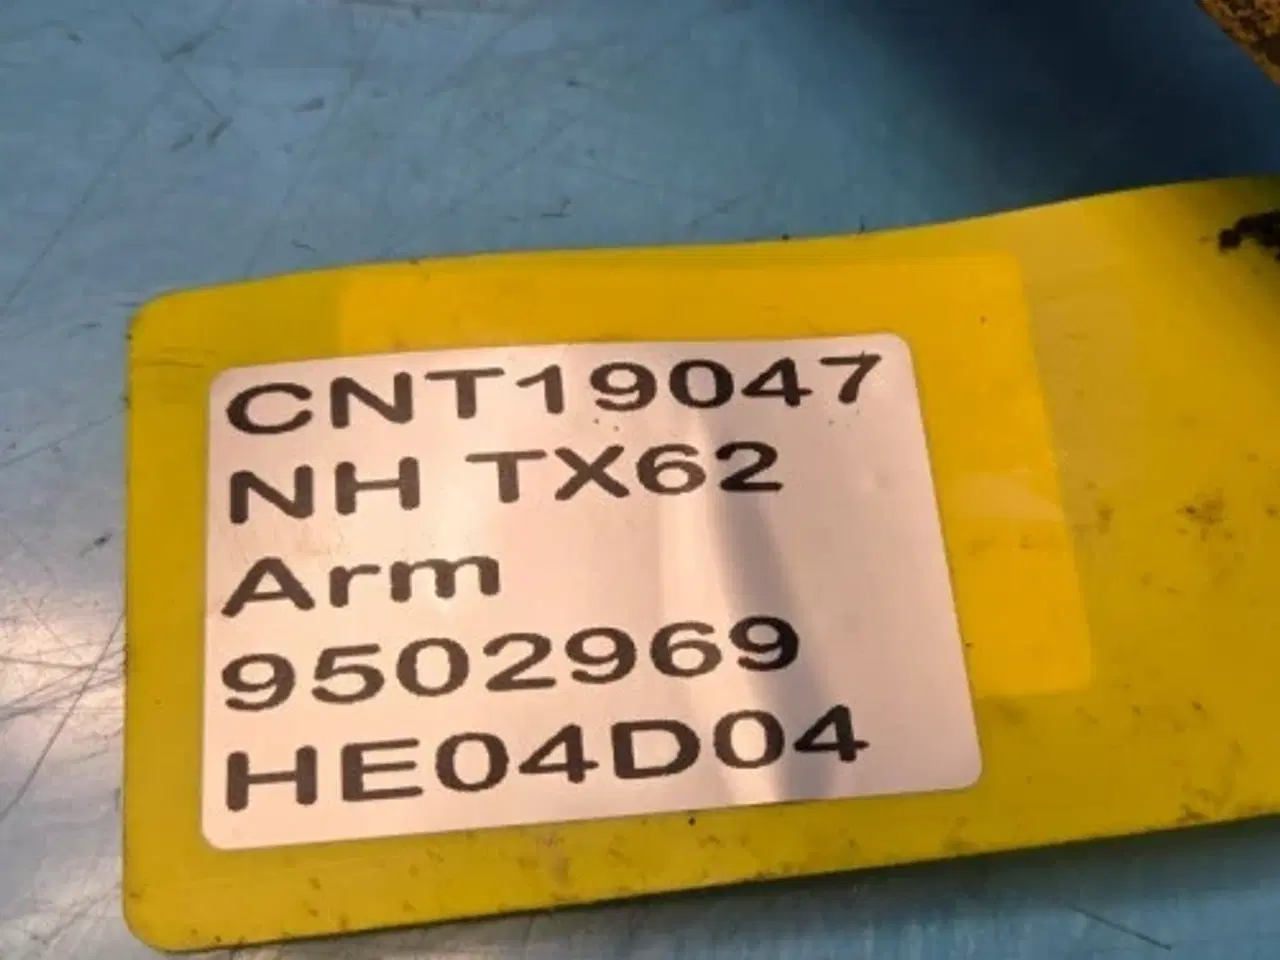 CNT19047
NH TX62
Arm
9502969
HE04D04